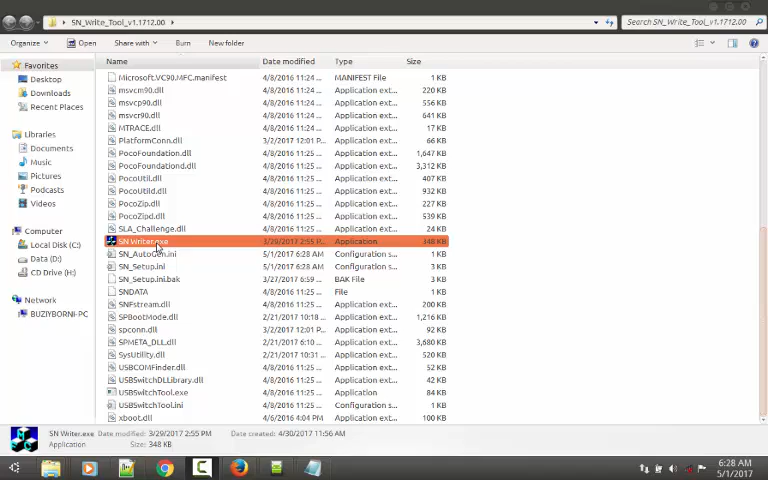 SN_Write_Tool_v1.1712.00
Search SN_Write_Tool_v1.1712.00
Organize Open Share with Burn New folder
Favorites
Desktop
Downloads
Recent Places
Libraries
Documents
Music
Pictures
Podcasts
Videos
Computer
Local Disk (C:)
Data (D:)
CD Drive (H:)
Network
BUZIYBORNI-PC
Name Date modified Type Size
Microsoft.VC90.MFC.manifest 4/8/2016 11:24 ... MANIFEST File 1 KB
msvcm90.dll 4/8/2016 11:24 ... Application ext... 220 KB
msvcp90.dll 4/8/2016 11:24 ... Application ext... 556 KB
msvcr90.dll 4/8/2016 11:25 ... Application ext... 641 KB
MTRACE.dll 4/8/2016 11:25 ... Application ext... 17 KB
PlatformConn.dll 3/2/2017 12:01 P... Application ext... 66 KB
PocoFoundation.dll 4/8/2016 11:25 ... Application ext... 1,647 KB
PocoFoundationd.dll 4/8/2016 11:25 ... Application ext... 3,312 KB
PocoUtil.dll 4/8/2016 11:25 ... Application ext... 407 KB
PocoUtild.dll 4/8/2016 11:25 ... Application ext... 932 KB
PocoZip.dll 4/8/2016 11:25 ... Application ext... 227 KB
PocoZipd.dll 4/8/2016 11:25 ... Application ext... 539 KB
SLA_Challenge.dll 4/8/2016 11:25 ... Application ext... 24 KB
SN Writer.exe 3/29/2017 2:55 P... Application 348 KB
SN_AutoGen.ini 5/1/2017 6:28 AM Configuration s... 1 KB
SN_Setup.ini 5/1/2017 6:28 AM Configuration s... 3 KB
SN_Setup.ini.bak 3/27/2017 6:59 ... BAK File 3 KB
SNDATA 4/8/2016 11:25 ... File 1 KB
SNFstream.dll 4/8/2016 11:25 ... Application ext... 200 KB
SPBootMode.dll 2/21/2017 10:18 ... Application ext... 1,216 KB
spconn.dll 3/2/2017 12:01 P... Application ext... 92 KB
SPMETA_DLL.dll 2/21/2017 6:10 ... Application ext... 3,680 KB
SysUtility.dll 2/21/2017 10:31 ... Application ext... 520 KB
USBCOMFinder.dll 4/8/2016 11:25 ... Application ext... 52 KB
USBSwitchDLLibrary.dll 4/8/2016 11:25 ... Application ext... 42 KB
USBSwitchTool.exe 4/8/2016 11:25 ... Application 84 KB
USBSwitchTool.ini 4/8/2016 11:25 ... Configuration s... 1 KB
xboot.dll 4/6/2016 4:04 PM Application ext... 100 KB
SN Writer.exe Date modified: 3/29/2017 2:55 PM Date created: 4/30/2017 11:56 AM
Application Size: 348 KB
6:28 AM
5/1/2017